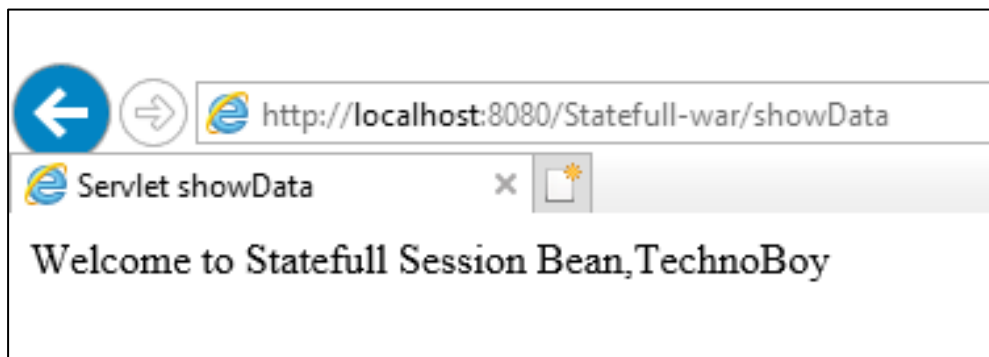 http://localhost:8080/Statefull-war/showData
Servlet showData
Welcome to Statefull Session Bean,TechnoBoy